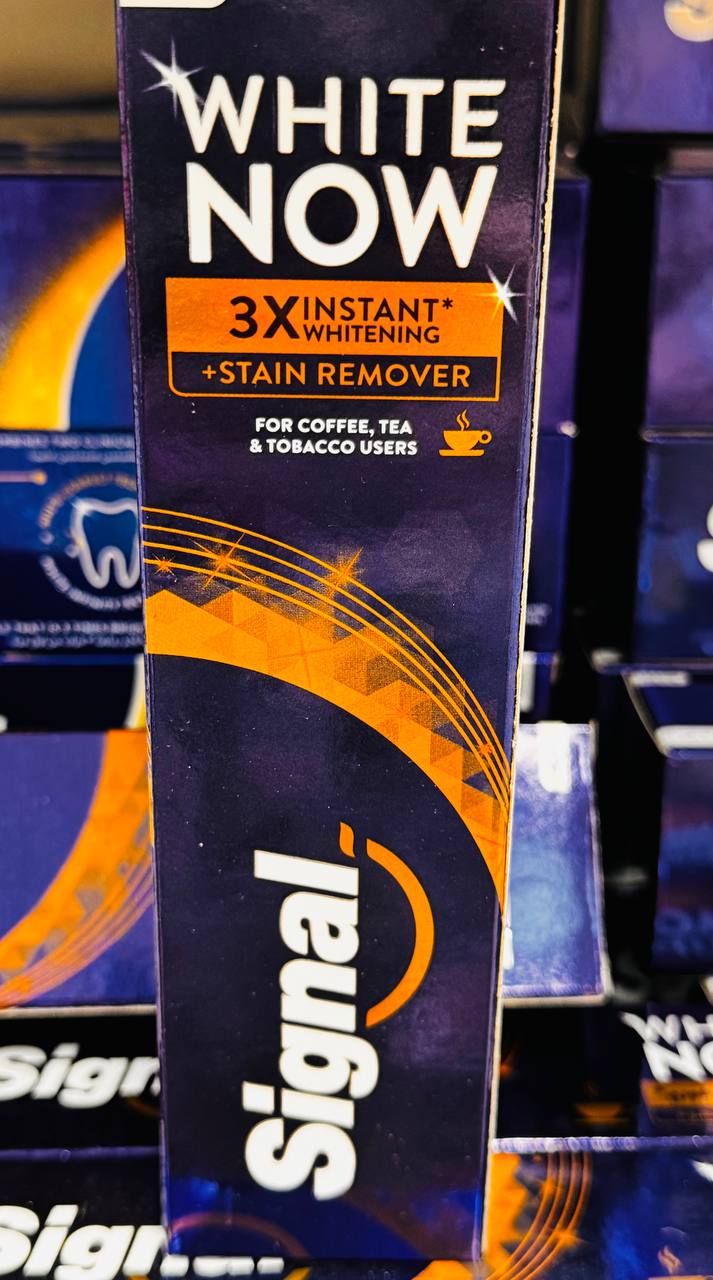 WHITE
NOW
3X INSTANT*
WHITENING
+STAIN REMOVER
FOR COFFEE, TEA
& TOBACCO USERS
Signal